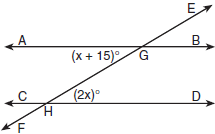 E
A B
(x + 15)° G
C (2x)° D
H
F